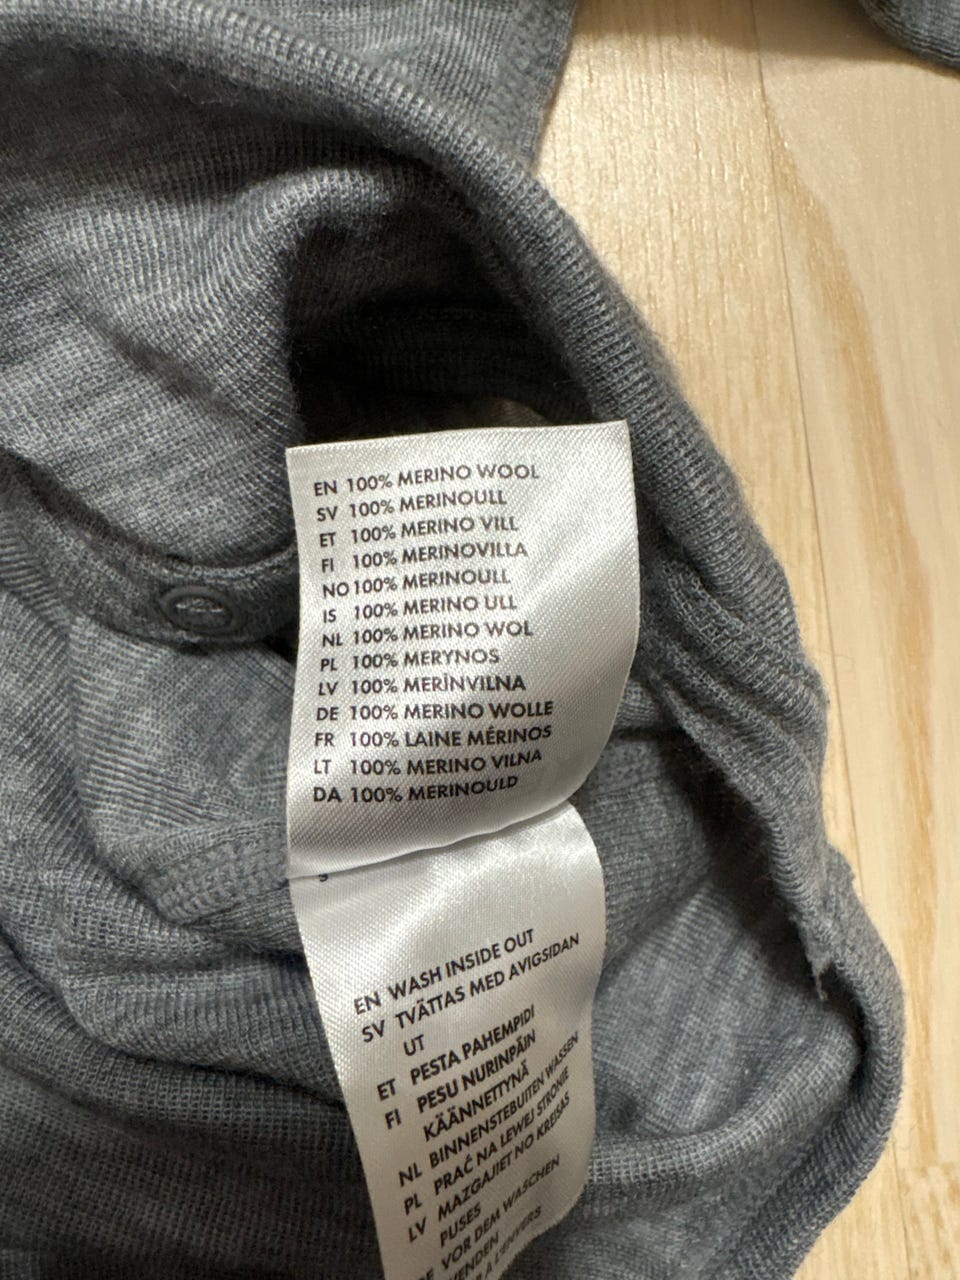 EN 100% MERINO WOOL
SV 100% MERINOULL
ET 100% MERINO VILL
FI 100% MERINOVILLA
NO 100% MERINOULL
IS 100% MERINO ULL
NL 100% MERINO WOL
PL 100% MERYNOS
LV 100% MERĪNVILNA
DE 100% MERINO WOLLE
FR 100% LAINE MÉRINOS
LT 100% MERINO VILNA
DA 100% MERINOULD
EN WASH INSIDE OUT
SV TVÄTTAS MED AVIGSIDAN
UT
ET PESTA PAHEMPIDI
FI PESU NURINPÄIN
KÄÄNNETTYNÄ
NL BINNENSTEBUITEN WASSEN
PL PRAĆ NA LEWEJ STRONIE
LV MAZGAJIET NO KREISAS
PUSES
VOR DEM WASCHEN
WENDEN
À L'ENVERS